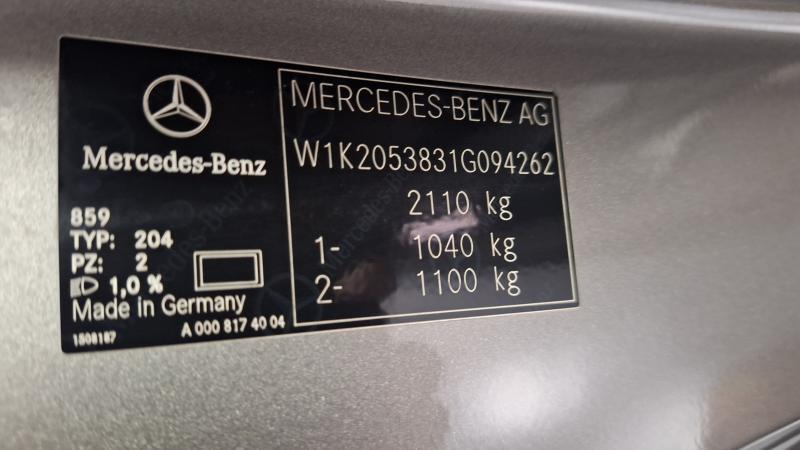 Mercedes-Benz
859
TYP: 204
PZ: 2
1,0 %
Made in Germany
1508187 A 000 817 40 04
MERCEDES-BENZ AG
W1K2053831G094262
2110 kg
1- 1040 kg
2- 1100 kg